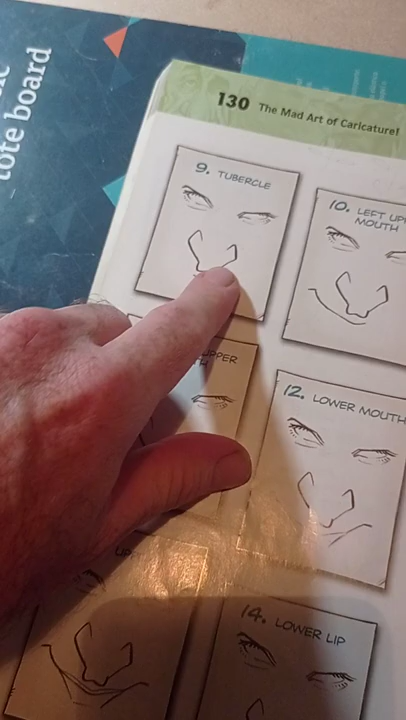 tote board
130 The Mad Art of Caricature!
9. TUBERCLE
10. LEFT UP
MOUTH
UPPER
12. LOWER MOUTH
14. LOWER LIP